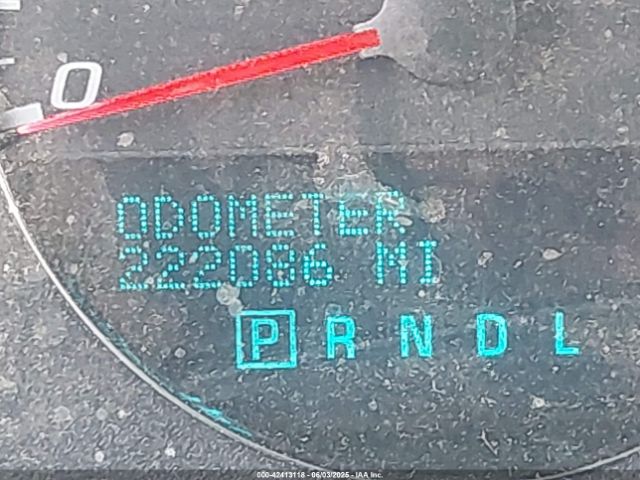 0
ODOMETER
222086 MI
P R N D L
000-42413118 - 06/03/2025 - IAA Inc.